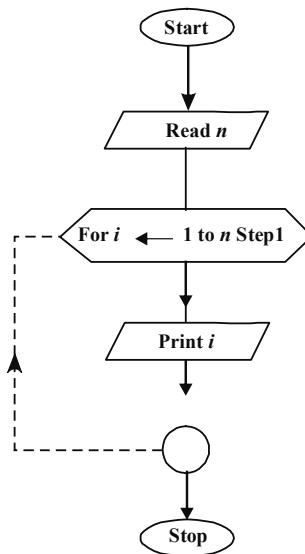 Start
Read n
For i ← 1 to n Step1
Print i
Stop